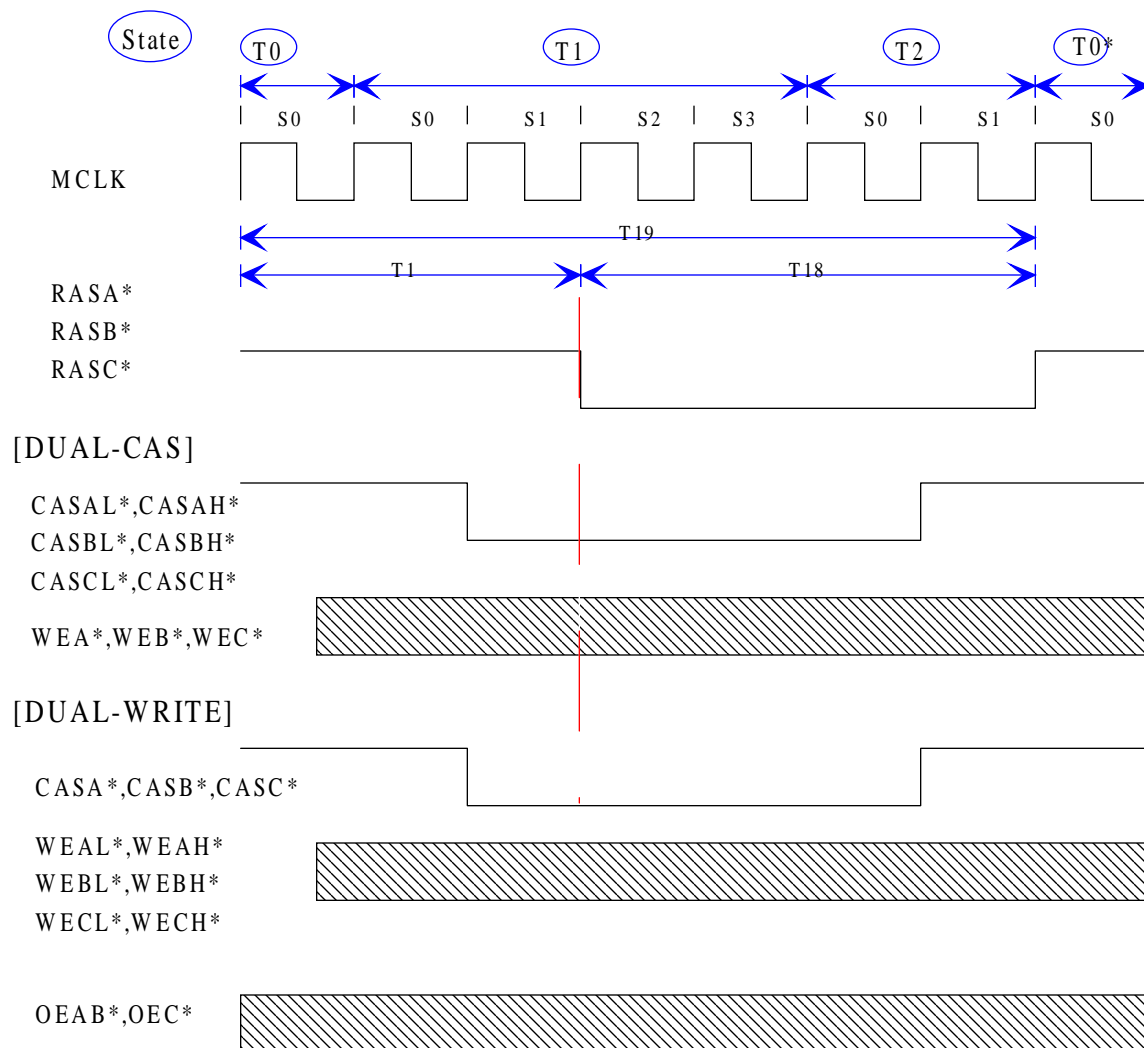 State T0 T1 T2 T0*
S0 S0 S1 S2 S3 S0 S1 S0
MCLK
T19
T1 T18
RASA*
RASB*
RASC*
[DUAL-CAS]
CASAL*,CASAH*
CASBL*,CASBH*
CASCL*,CASCH*
WEA*,WEB*,WEC*
[DUAL-WRITE]
CASA*,CASB*,CASC*
WEAL*,WEAH*
WEBL*,WEBH*
WECL*,WECH*
OEAB*,OEC*